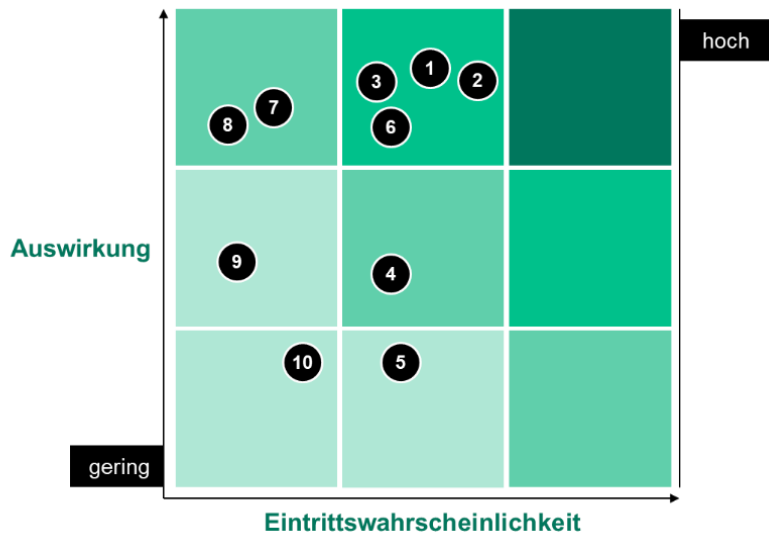 hoch
1
2
3
7
8
6
Auswirkung
9
4
10
5
gering
Eintrittswahrscheinlichkeit